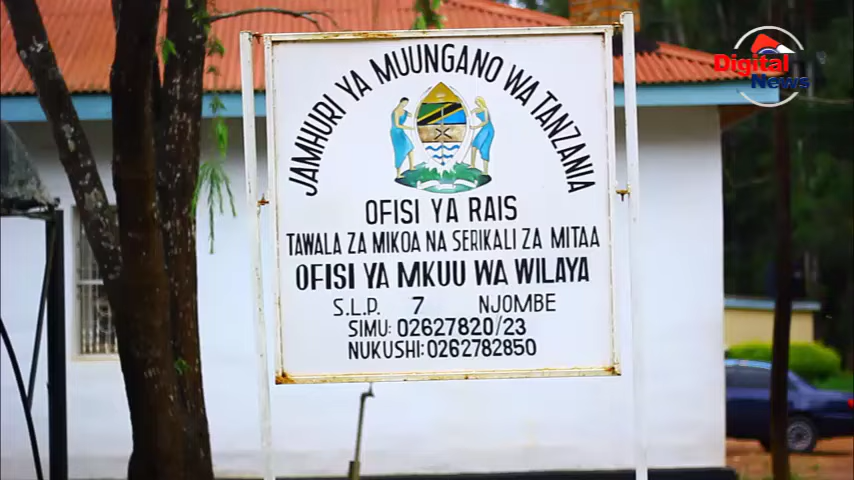 Digital
News
JAMHURI YA MUUNGANO WA TANZANIA
OFISI YA RAIS
TAWALA ZA MIKOA NA SERIKALI ZA MITAA
OFISI YA MKUU WA WILAYA
S.L.P. 7 NJOMBE
SIMU: 02627820/23
NUKUSHI: 0262782850